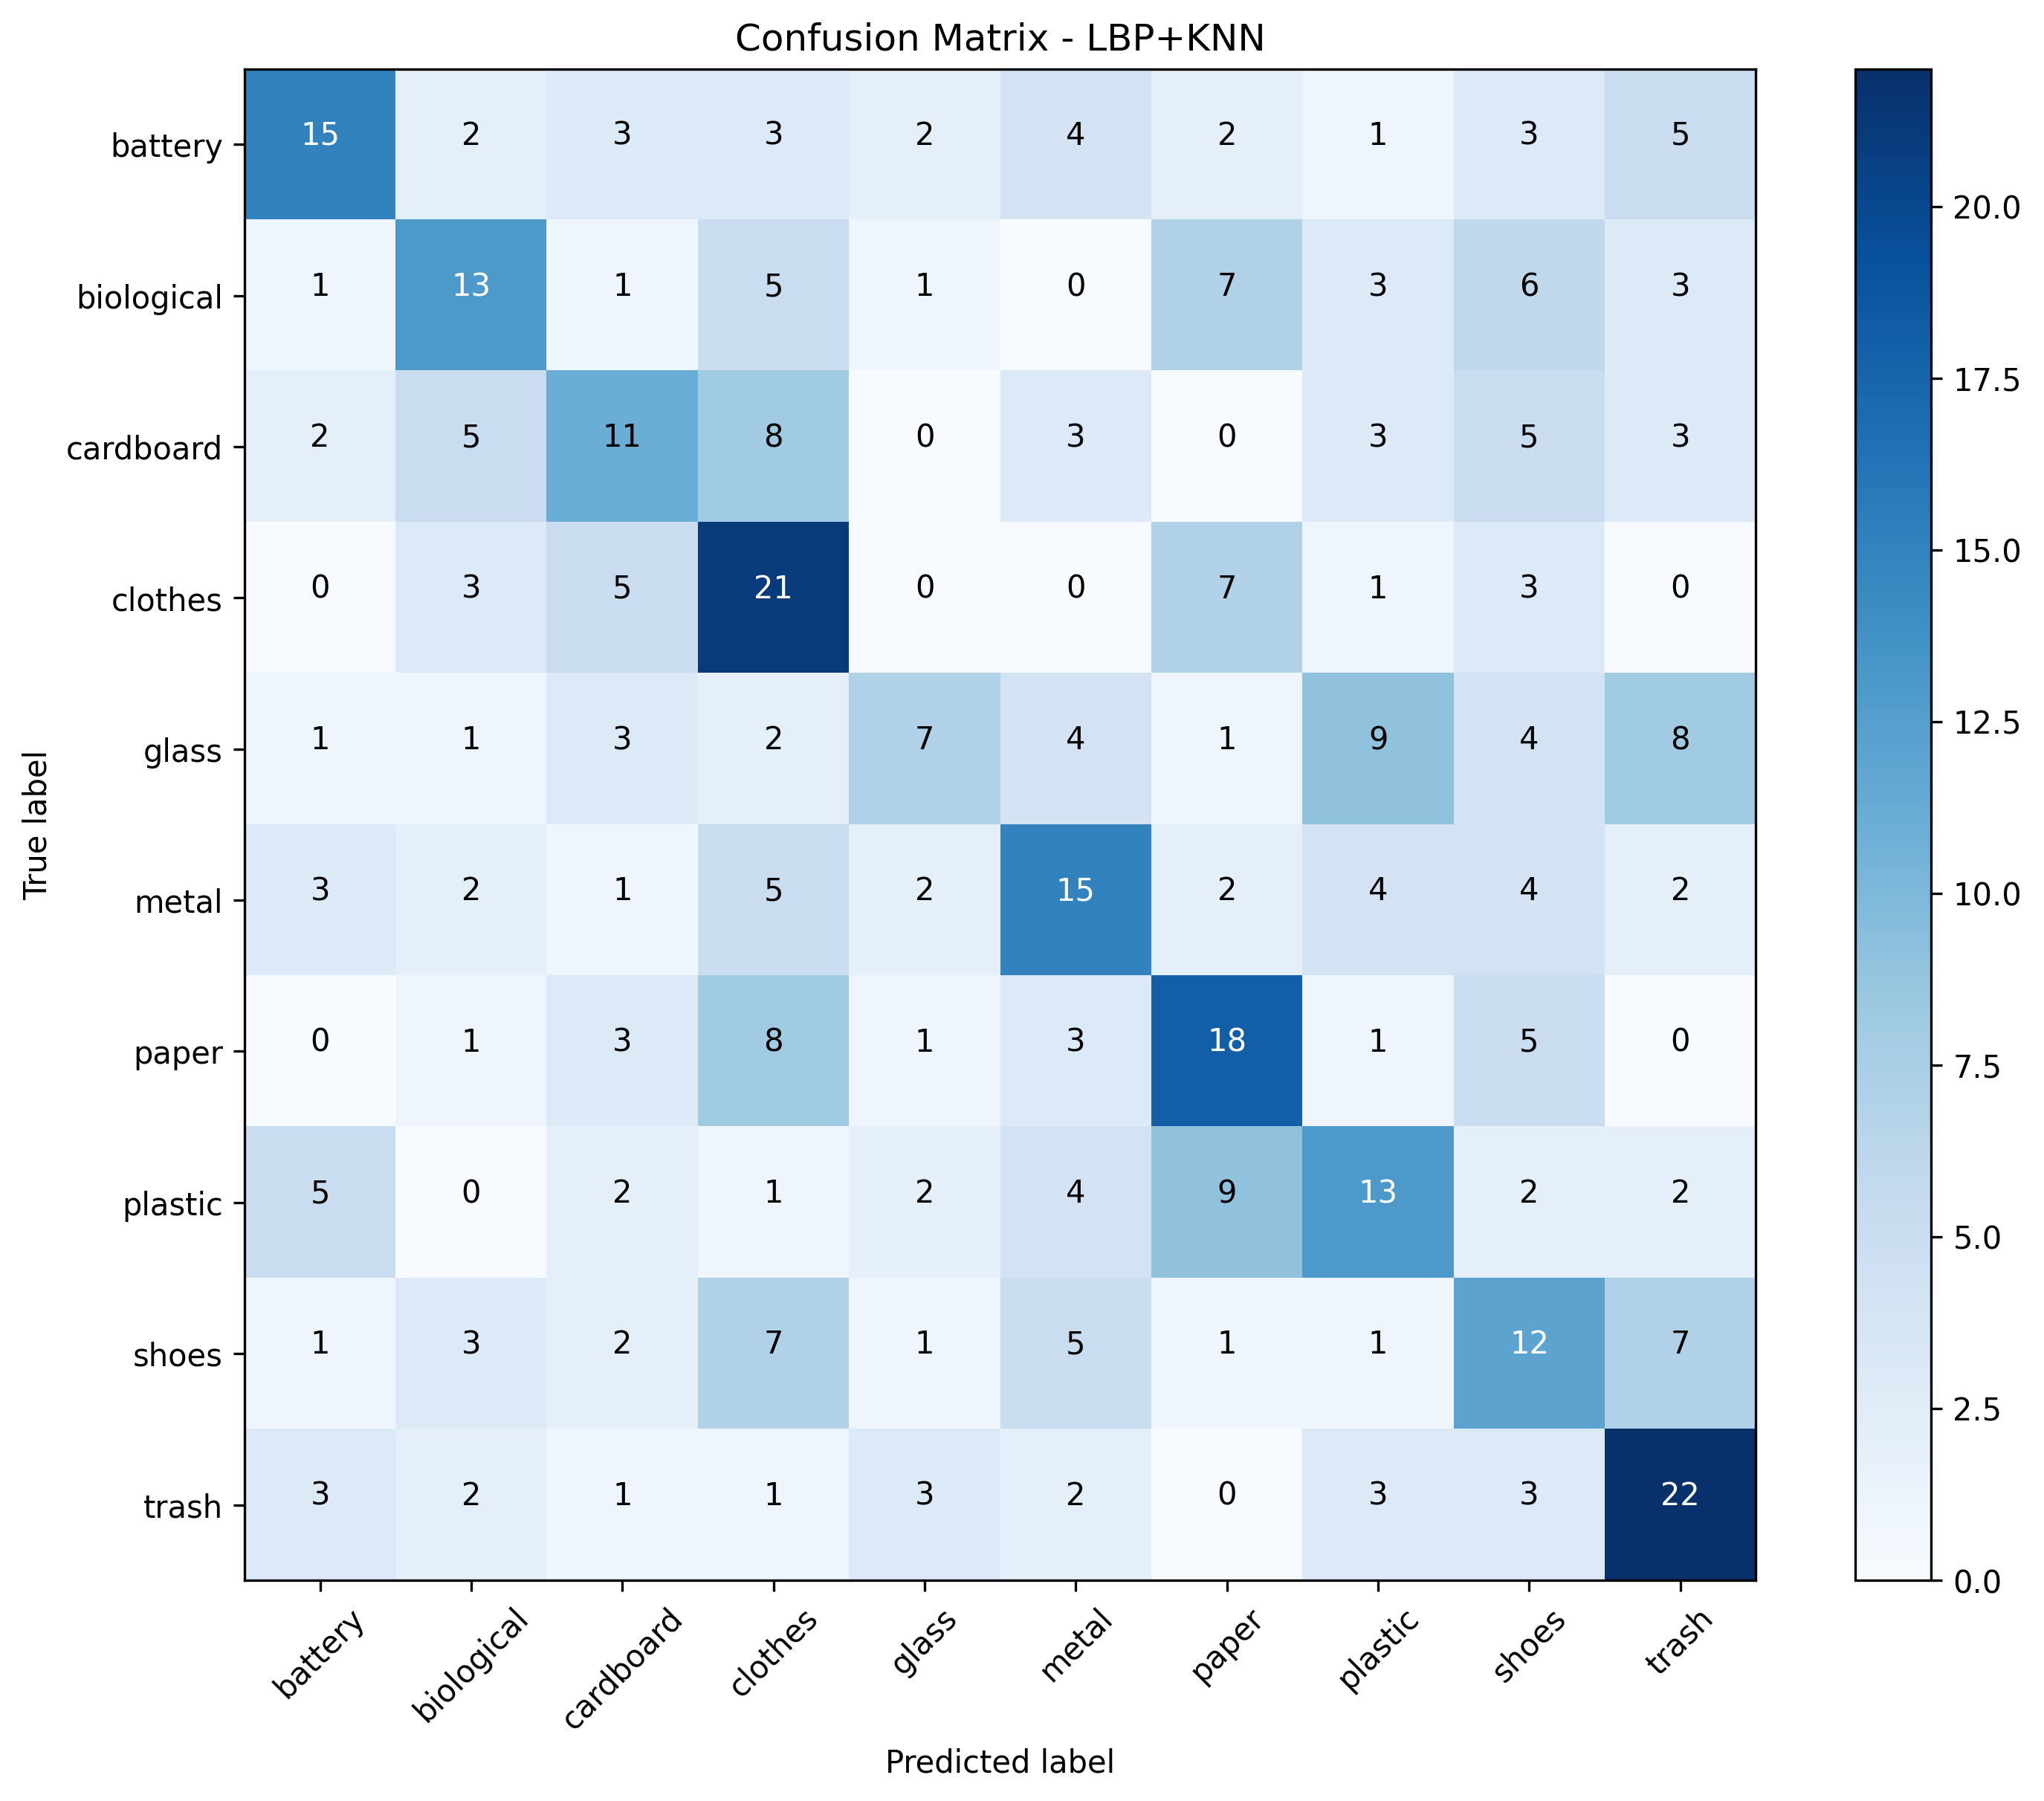 Confusion Matrix - LBP+KNN
battery 15 2 3 3 2 4 2 1 3 5
biological 1 13 1 5 1 0 7 3 6 3
cardboard 2 5 11 8 0 3 0 3 5 3
clothes 0 3 5 21 0 0 7 1 3 0
glass 1 1 3 2 7 4 1 9 4 8
metal 3 2 1 5 2 15 2 4 4 2
paper 0 1 3 8 1 3 18 1 5 0
plastic 5 0 2 1 2 4 9 13 2 2
shoes 1 3 2 7 1 5 1 1 12 7
trash 3 2 1 1 3 2 0 3 3 22
True label
battery biological cardboard clothes glass metal paper plastic shoes trash
Predicted label
20.0
17.5
15.0
12.5
10.0
7.5
5.0
2.5
0.0